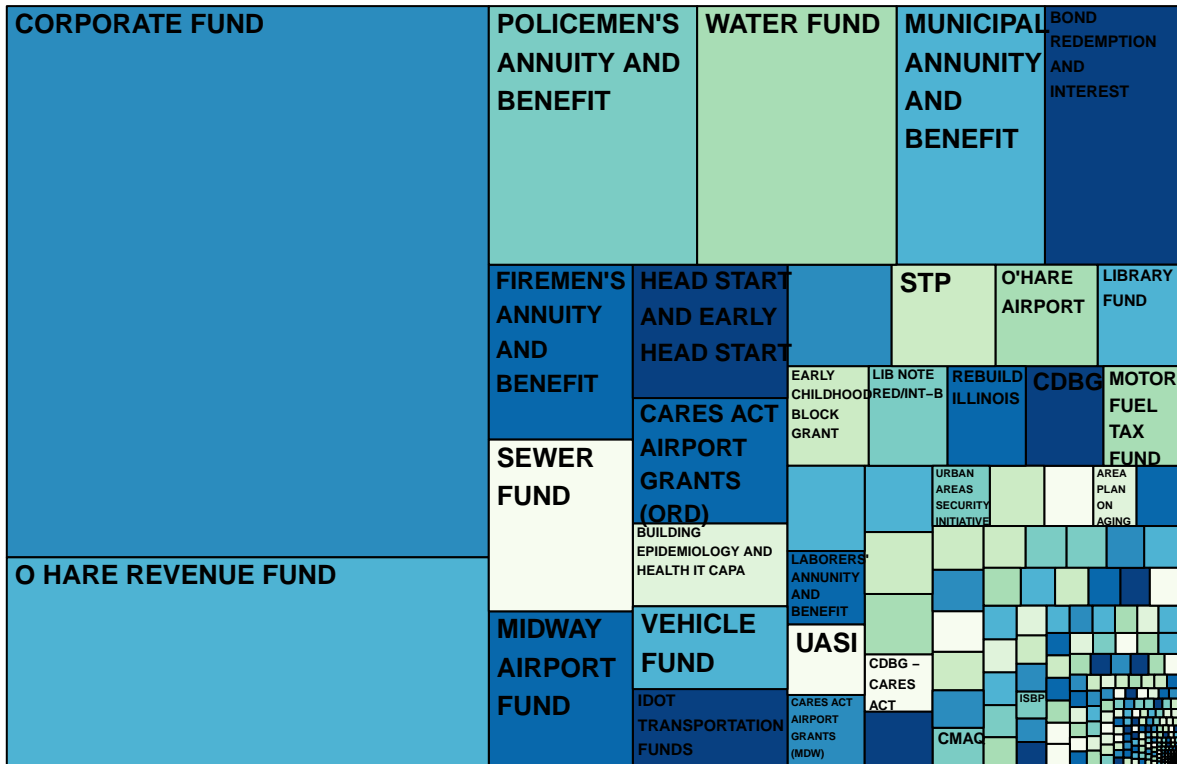 CORPORATE FUND
O HARE REVENUE FUND
POLICEMEN'S
ANNUITY AND
BENEFIT
WATER FUND
MUNICIPAL
ANNUNITY
AND
BENEFIT
BOND
REDEMPTION
AND
INTEREST
FIREMEN'S
ANNUITY
AND
BENEFIT
SEWER
FUND
MIDWAY
AIRPORT
FUND
HEAD START
AND EARLY
HEAD START
CARES ACT
AIRPORT
GRANTS
(ORD)
BUILDING
EPIDEMIOLOGY AND
HEALTH IT CAPA
VEHICLE
FUND
IDOT
TRANSPORTATION
FUNDS
STP
O'HARE
AIRPORT
LIBRARY
FUND
EARLY
CHILDHOOD
BLOCK
GRANT
LIB NOTE
RED/INT–B
REBUILD
ILLINOIS
CDBG
MOTOR
FUEL
TAX
FUND
LABORERS'
ANNUNITY
AND
BENEFIT
UASI
CARES ACT
AIRPORT
GRANTS
(MDW)
CDBG –
CARES
ACT
URBAN
AREAS
SECURITY
INITIATIVE
AREA
PLAN
ON
AGING
CMAQ
ISBP